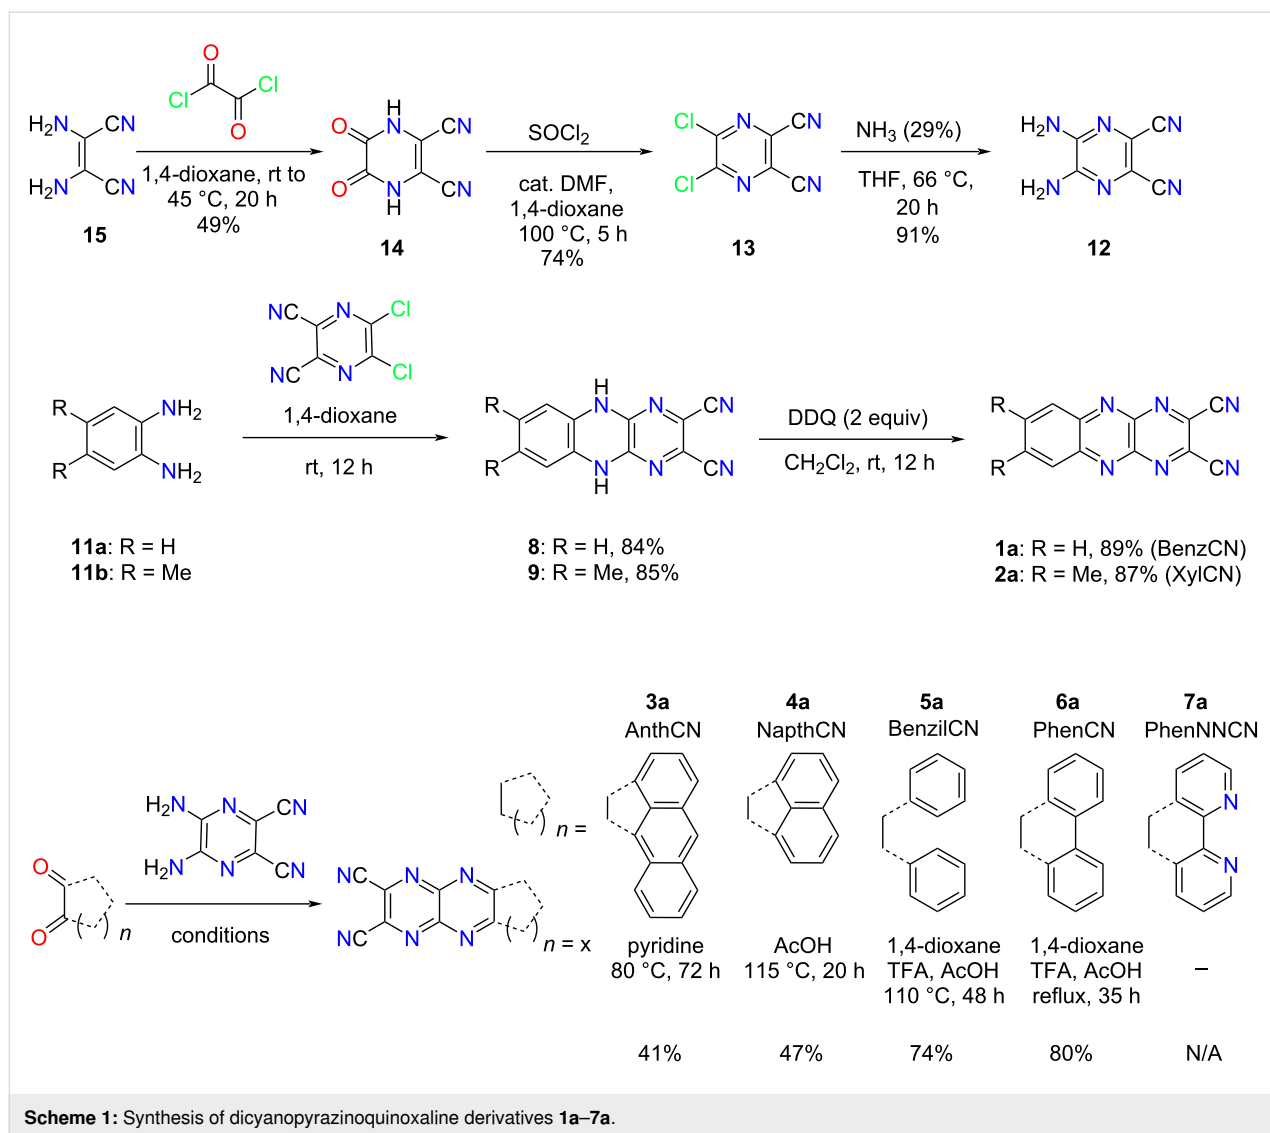 O
Cl
Cl
O
H2N CN
H2N CN
15
1,4-dioxane, rt to
45 °C, 20 h
49%
H
O N CN
O N CN
H
14
SOCl2
cat. DMF,
1,4-dioxane
100 °C, 5 h
74%
Cl N CN
Cl N CN
13
NH3 (29%)
THF, 66 °C,
20 h
91%
H2N N CN
H2N N CN
12
R NH2
R NH2
11a: R = H
11b: R = Me
NC N Cl
NC N Cl
1,4-dioxane
rt, 12 h
H
R N N CN
R N N CN
H
8: R = H, 84%
9: R = Me, 85%
DDQ (2 equiv)
CH2Cl2, rt, 12 h
R N N CN
R N N CN
1a: R = H, 89% (BenzCN)
2a: R = Me, 87% (XylCN)
O
O
( ) n
H2N N CN
H2N N CN
conditions
NC N N
NC N N
( ) n = x
( ) n =
3a
AnthCN
pyridine
80 °C, 72 h
41%
4a
NapthCN
AcOH
115 °C, 20 h
47%
5a
BenzilCN
1,4-dioxane
TFA, AcOH
110 °C, 48 h
74%
6a
PhenCN
1,4-dioxane
TFA, AcOH
reflux, 35 h
80%
7a
PhenNNCN
N
N
–
N/A
Scheme 1: Synthesis of dicyanopyrazinoquinoxaline derivatives 1a–7a.